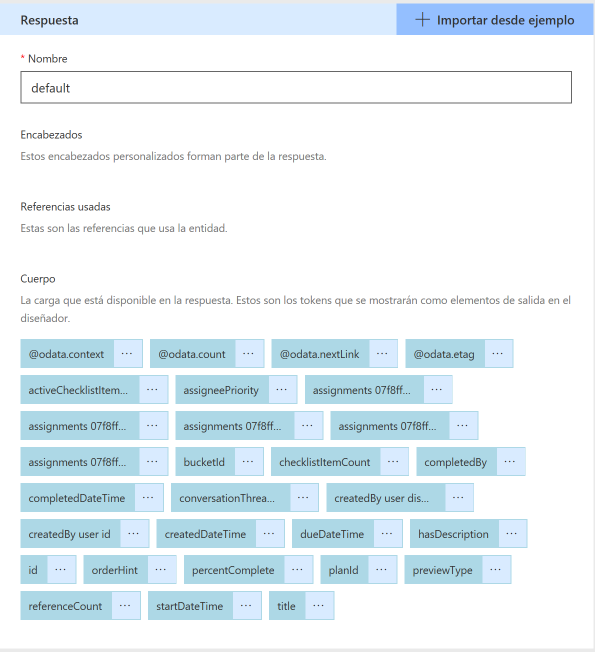 Respuesta
Importar desde ejemplo
* Nombre
default
Encabezados
Estos encabezados personalizados forman parte de la respuesta.
Referencias usadas
Estas son las referencias que usa la entidad.
Cuerpo
La carga que está disponible en la respuesta. Estos son los tokens que se mostrarán como elementos de salida en el
diseñador.
@odata.context ··· @odata.count ··· @odata.nextLink ··· @odata.etag ···
activeChecklistItem... ··· assigneePriority ··· assignments 07f8ff... ···
assignments 07f8ff... ··· assignments 07f8ff... ··· assignments 07f8ff... ···
assignments 07f8ff... ··· bucketId ··· checklistItemCount ··· completedBy ···
completedDateTime ··· conversationThrea... ··· createdBy user dis... ···
createdBy user id ··· createdDateTime ··· dueDateTime ··· hasDescription ···
id ··· orderHint ··· percentComplete ··· planId ··· previewType ···
referenceCount ··· startDateTime ··· title ···